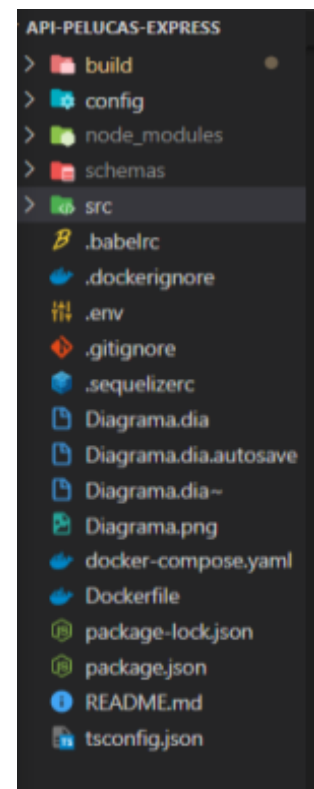 API-PELUCAS-EXPRESS
build
config
node_modules
schemas
src
.babelrc
.dockerignore
.env
.gitignore
.sequelizerc
Diagrama.dia
Diagrama.dia.autosave
Diagrama.dia~
Diagrama.png
docker-compose.yaml
Dockerfile
package-lock.json
package.json
README.md
tsconfig.json